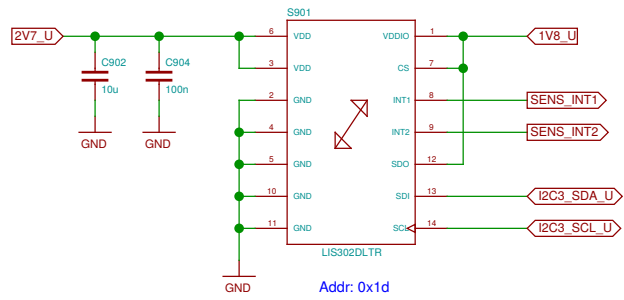 S901
2V7_U
6 VDD
VDDIO 1
1V8_U
C902
10u
C904
100n
3 VDD
CS 7
2 GND
INT1 8
SENS_INT1
4 GND
INT2 9
SENS_INT2
5 GND
SDO 12
10 GND
SDI 13
I2C3_SDA_U
11 GND
SCL 14
I2C3_SCL_U
GND
GND
LIS302DLTR
GND
Addr: 0x1d